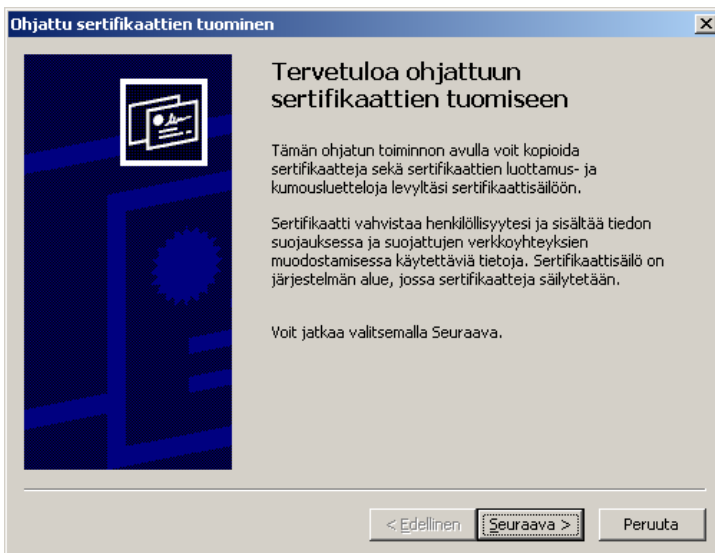 Ohjattu sertifikaattien tuominen
Tervetuloa ohjattuun
sertifikaattien tuomiseen
Tämän ohjatun toiminnon avulla voit kopioida
sertifikaatteja sekä sertifikaattien luottamus- ja
kumousluetteloja levyltäsi sertifikaattisäilöön.
Sertifikaatti vahvistaa henkilöllisyytesi ja sisältää tiedon
suojauksessa ja suojattujen verkkoyhteyksien
muodostamisessa käytettäviä tietoja. Sertifikaattisäilö on
järjestelmän alue, jossa sertifikaatteja säilytetään.
Voit jatkaa valitsemalla Seuraava.
< Edellinen
Seuraava >
Peruuta